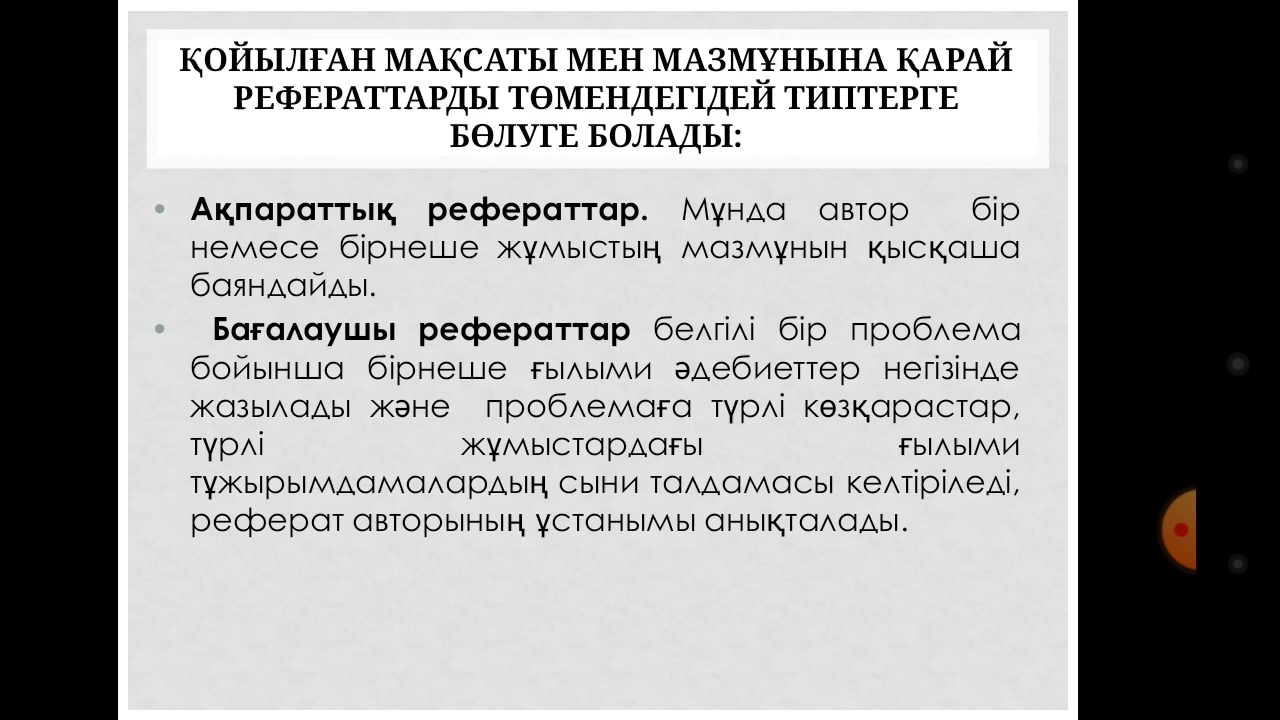 ҚОЙЫЛҒАН МАҚСАТЫ МЕН МАЗМҰНЫНА ҚАРАЙ
РЕФЕРАТТАРДЫ ТӨМЕНДЕГІДЕЙ ТИПТЕРГЕ
БӨЛУГЕ БОЛАДЫ:
• Ақпараттық рефераттар. Мұнда автор бір
немесе бірнеше жұмыстың мазмұнын қысқаша
баяндайды.
• Бағалаушы рефераттар белгілі бір проблема
бойынша бірнеше ғылыми әдебиеттер негізінде
жазылады және проблемаға түрлі көзқарастар,
түрлі жұмыстардағы ғылыми
тұжырымдамалардың сыни талдамасы келтіріледі,
реферат авторының ұстанымы анықталады.